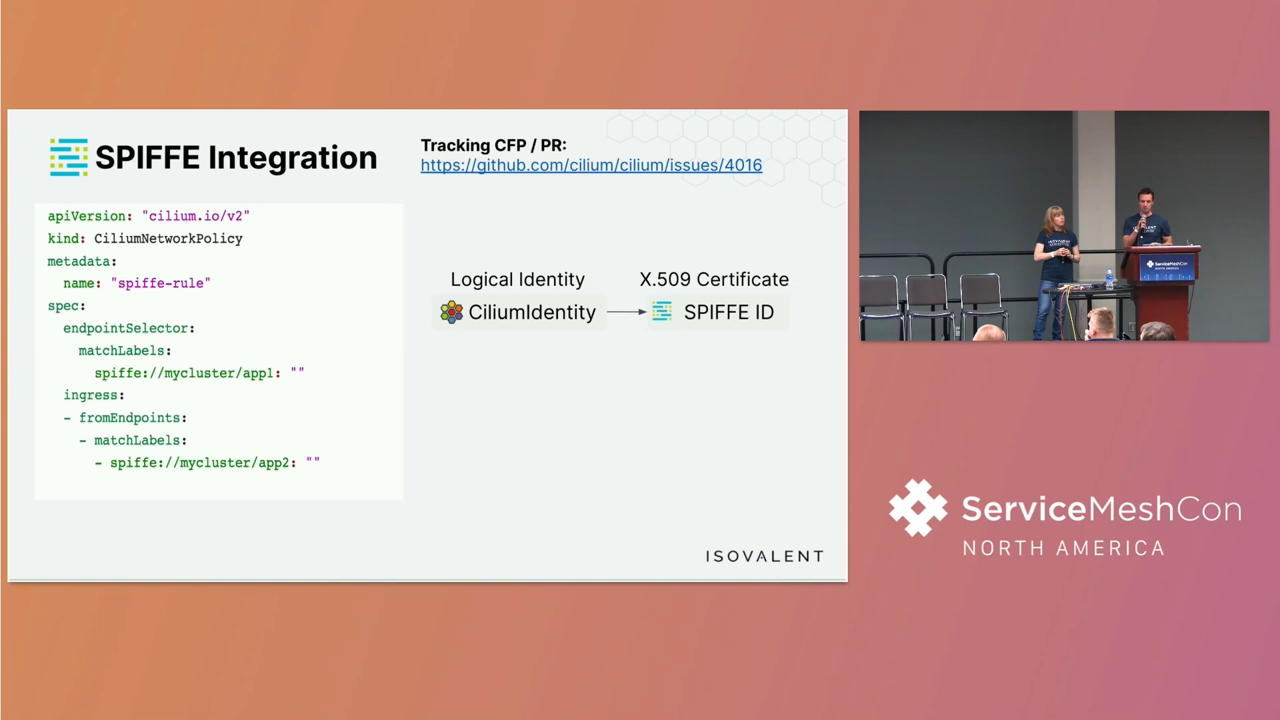 SPIFFE Integration
Tracking CFP / PR:
https://github.com/cilium/cilium/issues/4016
apiVersion: "cilium.io/v2"
kind: CiliumNetworkPolicy
metadata:
name: "spiffe-rule"
spec:
endpointSelector:
matchLabels:
spiffe://mycluster/app1: ""
ingress:
- fromEndpoints:
- matchLabels:
- spiffe://mycluster/app2: ""
Logical Identity
CiliumIdentity
X.509 Certificate
SPIFFE ID
ISOVALENT
ServiceMeshCon
ServiceMeshCon
NORTH AMERICA